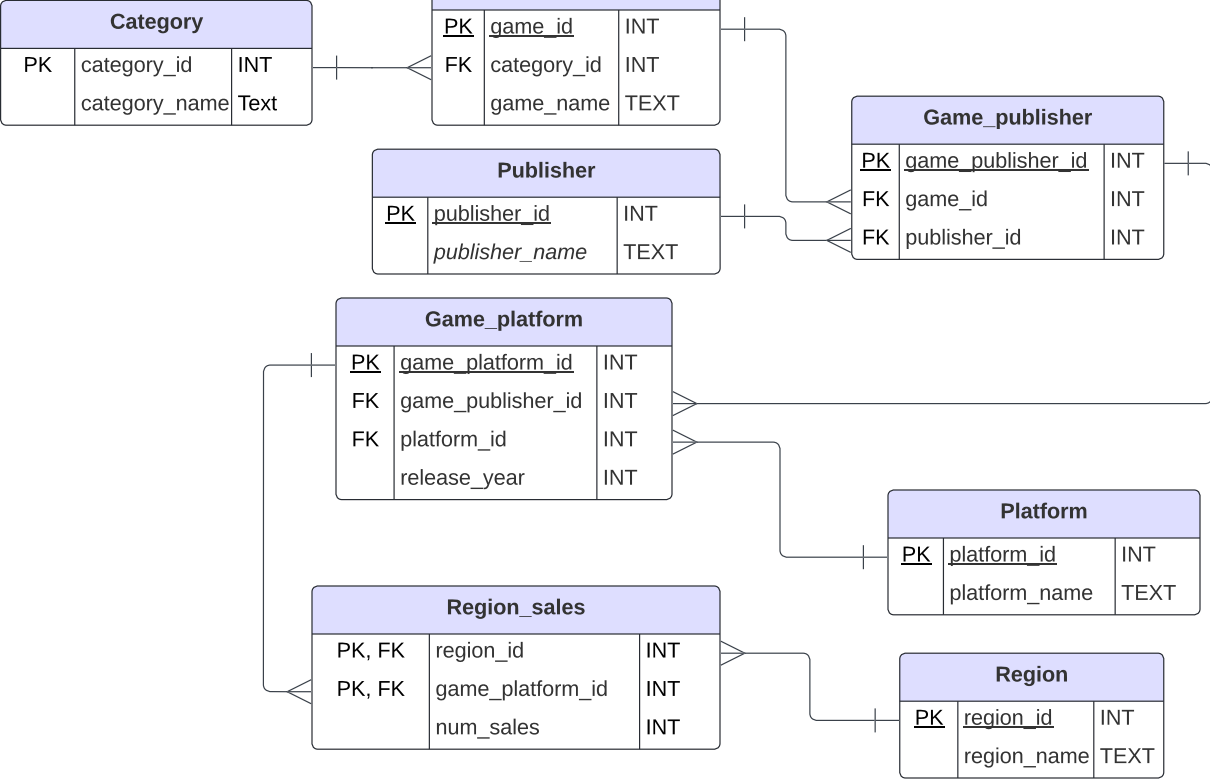 Category
PK category_id INT
category_name Text
PK game_id INT
FK category_id INT
game_name TEXT
Game_publisher
PK game_publisher_id INT
FK game_id INT
FK publisher_id INT
Publisher
PK publisher_id INT
publisher_name TEXT
Game_platform
PK game_platform_id INT
FK game_publisher_id INT
FK platform_id INT
release_year INT
Platform
PK platform_id INT
platform_name TEXT
Region_sales
PK, FK region_id INT
PK, FK game_platform_id INT
num_sales INT
Region
PK region_id INT
region_name TEXT